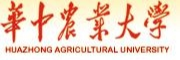 华中农业大学
HUAZHONG AGRICULTURAL UNIVERSITY